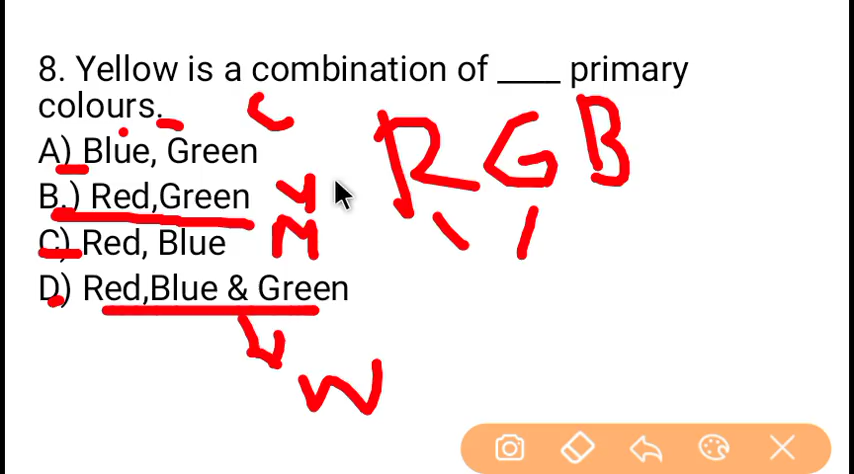 8. Yellow is a combination of ____ primary
colours.
C
RGB
A) Blue, Green
B.) Red,Green Y
C) Red, Blue M
D) Red,Blue & Green
W